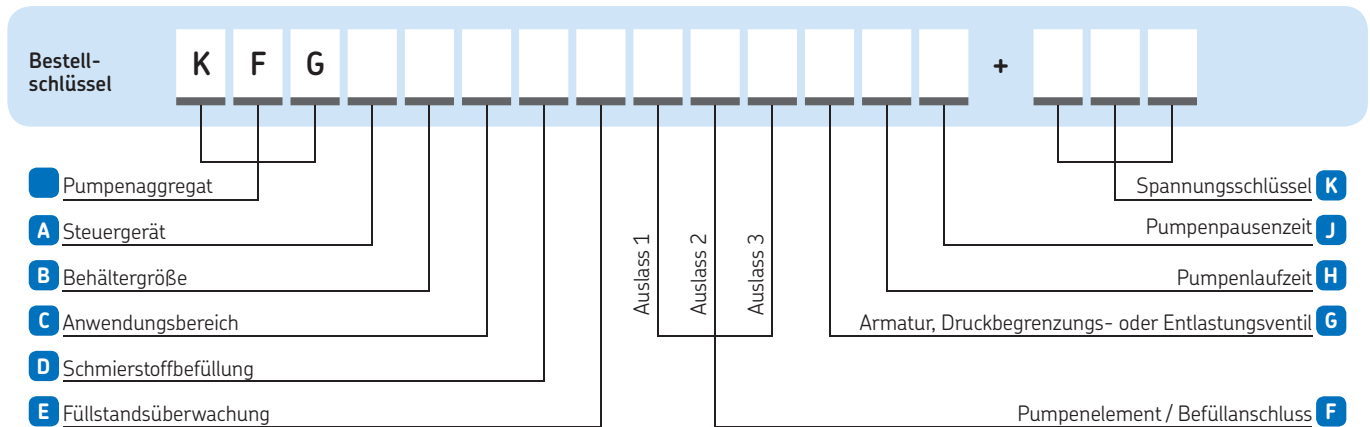 Bestell-
schlüssel
K F G +
Pumpenaggregat
Spannungsschlüssel K
A Steuergerät
Pumpenpausenzeit J
B Behältergröße
Auslass 1
Auslass 2
Auslass 3
Pumpenlaufzeit H
C Anwendungsbereich
Armatur, Druckbegrenzungs- oder Entlastungsventil G
D Schmierstoffbefüllung
E Füllstandsüberwachung
Pumpenelement / Befüllanschluss F